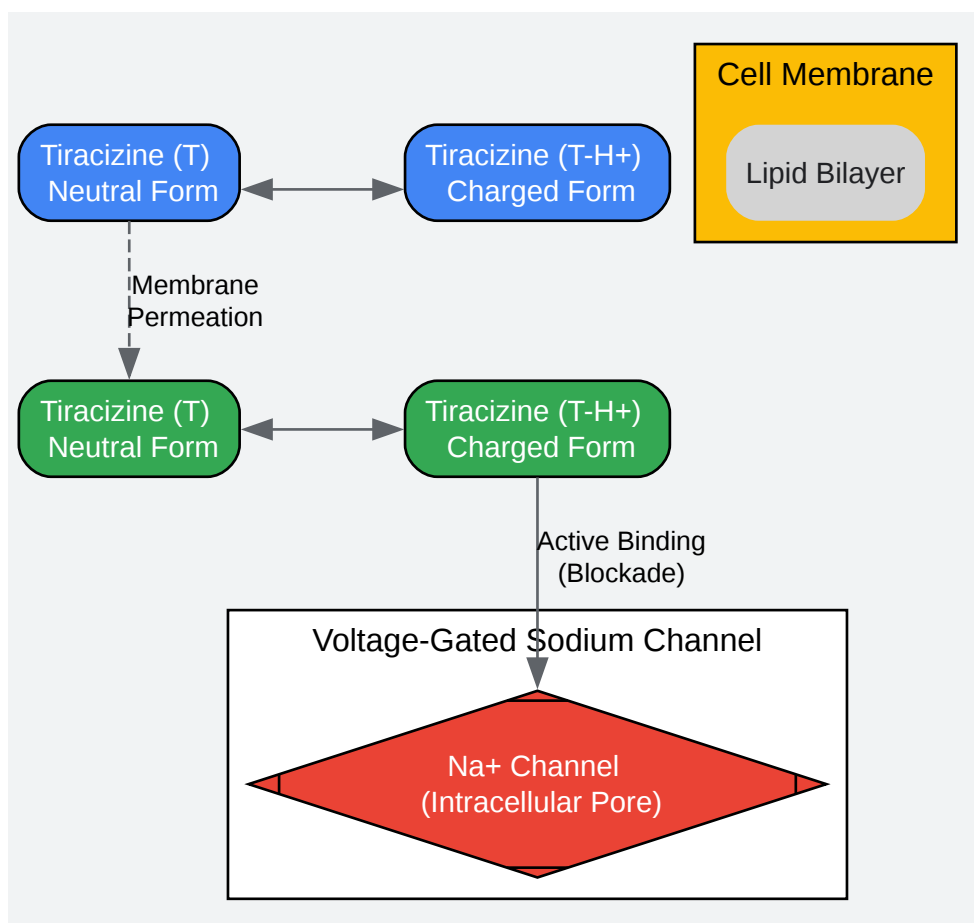 Cell Membrane
Lipid Bilayer
Tiracizine (T)
Neutral Form
Tiracizine (T-H+)
Charged Form
Membrane
Permeation
Tiracizine (T)
Neutral Form
Tiracizine (T-H+)
Charged Form
Active Binding
(Blockade)
Voltage-Gated Sodium Channel
Na+ Channel
(Intracellular Pore)